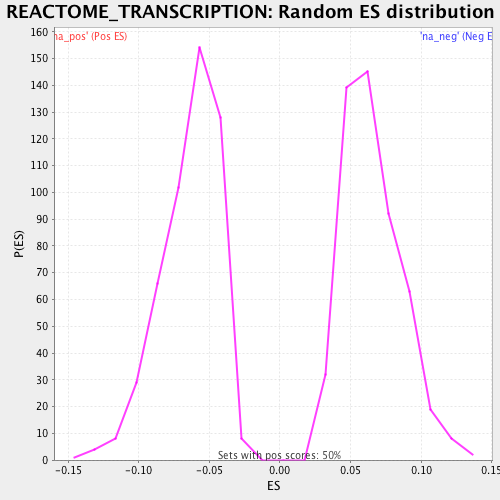 REACTOME_TRANSCRIPTION: Random ES distribution
na_pos' (Pos ES)
'na_neg' (Neg E
160
150
140
130
120
110
100
90
80
70
60
50
40
30
20
10
0
P(ES)
Sets with pos scores: 50%
-0.15 -0.10 -0.05 0.00 0.05 0.10 0.15
ES